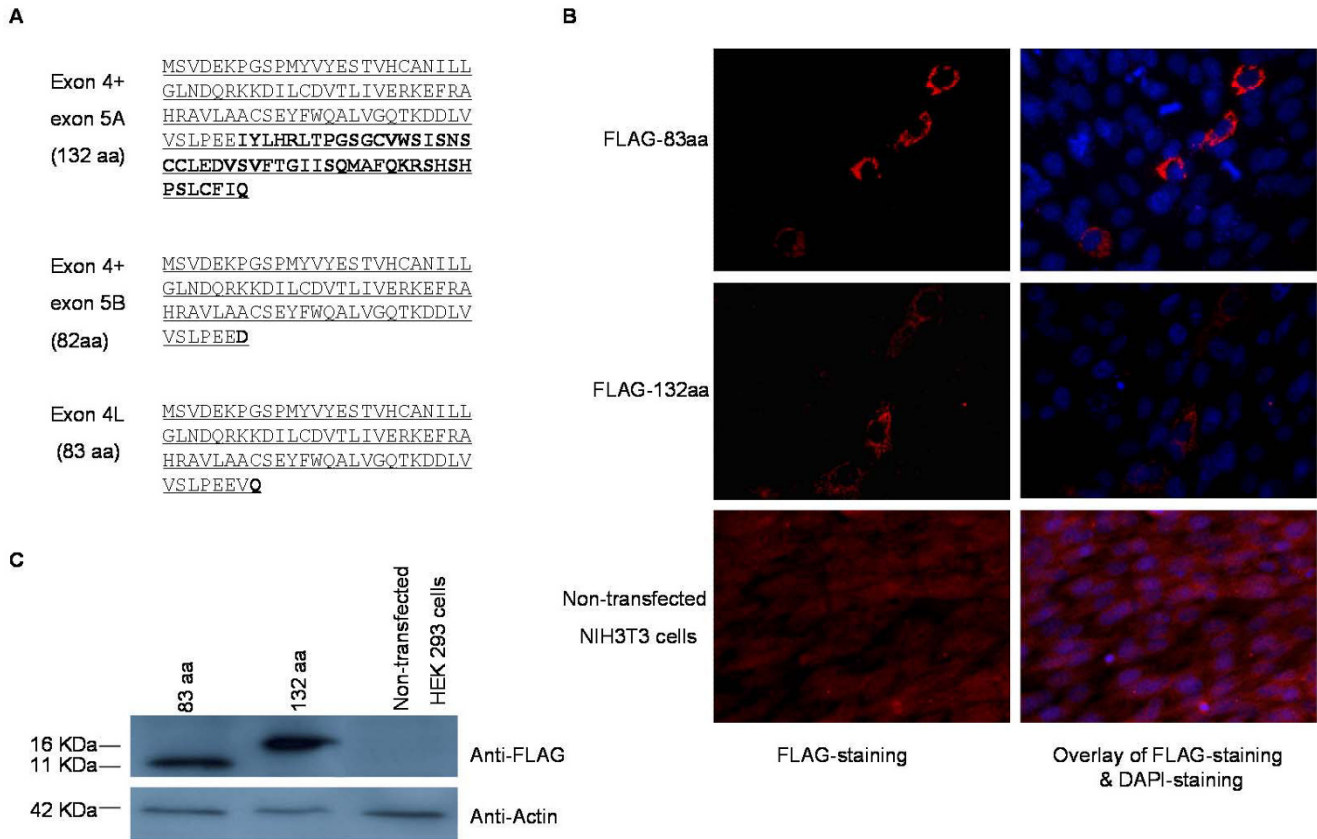 A
Exon 4+
exon 5A
(132 aa)
MSVDEKPGSPMYVYESTVHCANILL
GLNDQRKKDILCDVTLIVERKEFRA
HRAVLAACSEYFWQALVGQTKDDLV
VSLPEEIYLHRLTPGSGCVWSISNS
CCLEDVSVFTGIISQMAFQKRSHSH
PSLCFIQ
Exon 4+
exon 5B
(82aa)
MSVDEKPGSPMYVYESTVHCANILL
GLNDQRKKDILCDVTLIVERKEFRA
HRAVLAACSEYFWQALVGQTKDDLV
VSLPEED
Exon 4L
(83 aa)
MSVDEKPGSPMYVYESTVHCANILL
GLNDQRKKDILCDVTLIVERKEFRA
HRAVLAACSEYFWQALVGQTKDDLV
VSLPEEVQ
B
FLAG-83aa
FLAG-132aa
Non-transfected
NIH3T3 cells
FLAG-staining
Overlay of FLAG-staining
& DAPI-staining
C
83 aa
132 aa
Non-transfected
HEK 293 cells
16 KDa
11 KDa
Anti-FLAG
42 KDa
Anti-Actin